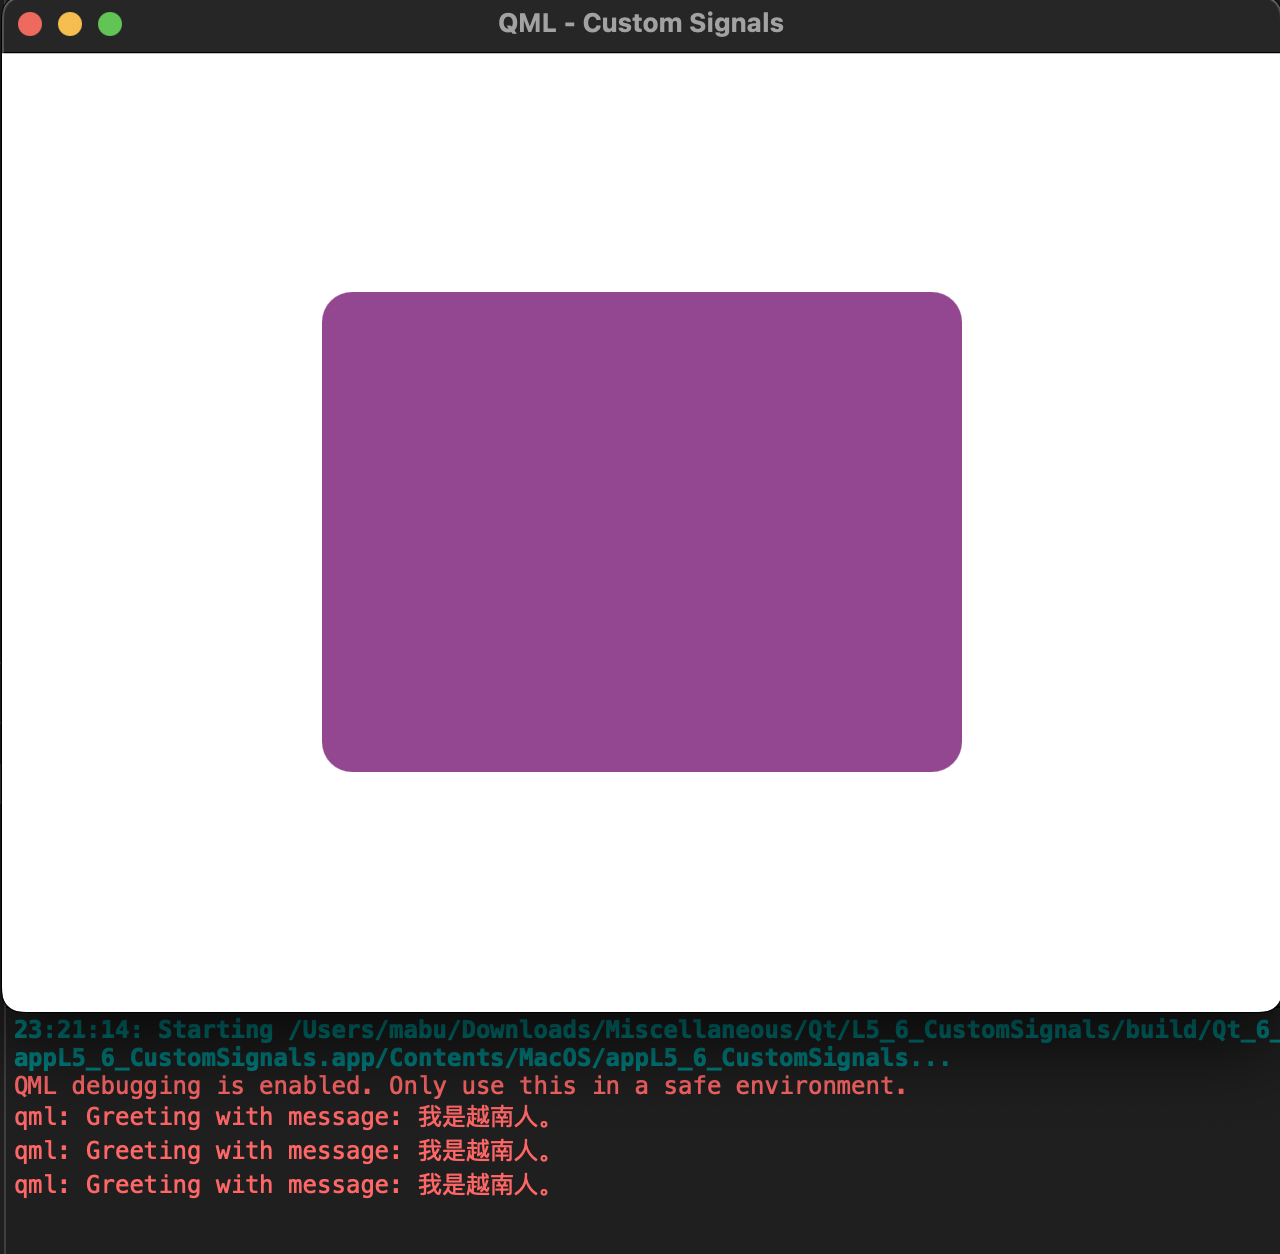 QML - Custom Signals
23:21:14: Starting /Users/mabu/Downloads/Miscellaneous/Qt/L5_6_CustomSignals/build/Qt_6_
appL5_6_CustomSignals.app/Contents/MacOS/appL5_6_CustomSignals...
QML debugging is enabled. Only use this in a safe environment.
qml: Greeting with message: 我是越南人。
qml: Greeting with message: 我是越南人。
qml: Greeting with message: 我是越南人。